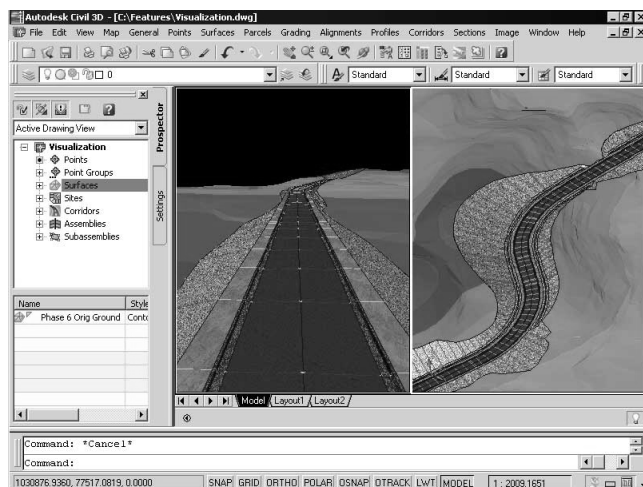 Autodesk Civil 3D - [C:\Features\Visualization.dwg]
File Edit View Map General Points Surfaces Parcels Grading Alignments Profiles Corridors Sections Image Window Help
0 Standard Standard Standard
Active Drawing View
Visualization
Points
Point Groups
Surfaces
Sites
Corridors
Assemblies
Subassemblies
Prospector
Settings
Name Style
Phase 6 Orig Ground Conto
Model Layout1 Layout2
Command: *Cancel*
Command:
1030876.9360, 77517.0819, 0.0000 SNAP GRID ORTHO POLAR OSNAP OTRACK LWT MODEL 1 : 2009.1651